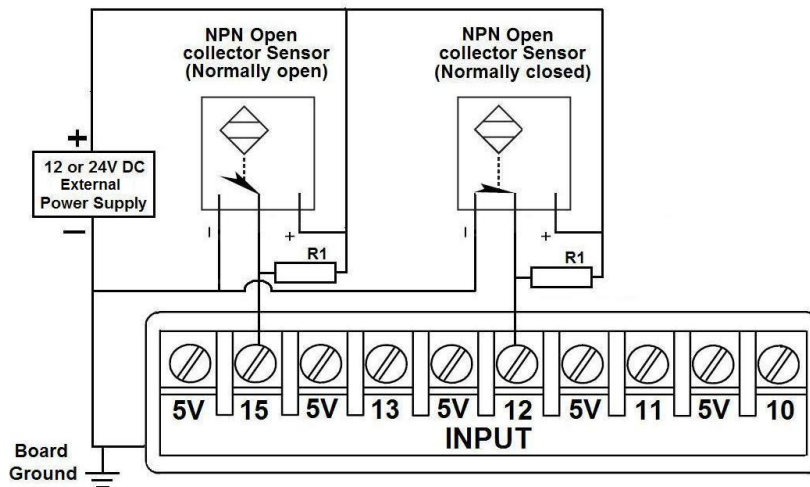 NPN Open
collector Sensor
(Normally open)
NPN Open
collector Sensor
(Normally closed)
+
12 or 24V DC
External
Power Supply
−
− +
R1
− +
R1
5V 15 5V 13 5V 12 5V 11 5V 10
INPUT
Board
Ground